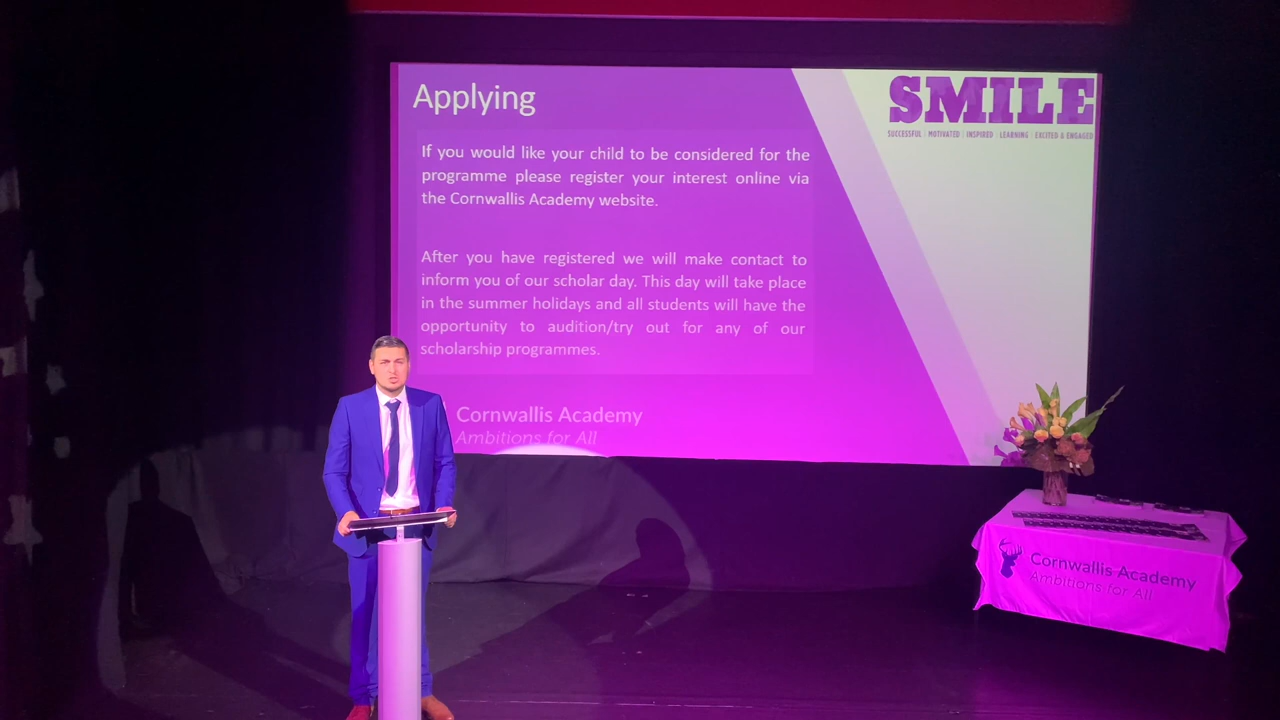 Applying
SMILE
SUCCESSFUL | MOTIVATED | INSPIRED | LEARNING | EXCITED & ENGAGED
If you would like your child to be considered for the
programme please register your interest online via
the Cornwallis Academy website.
After you have registered we will make contact to
inform you of our scholar day. This day will take place
in the summer holidays and all students will have the
opportunity to audition/try out for any of our
scholarship programmes.
Cornwallis Academy
Ambitions for All
Cornwallis Academy
Ambitions for All